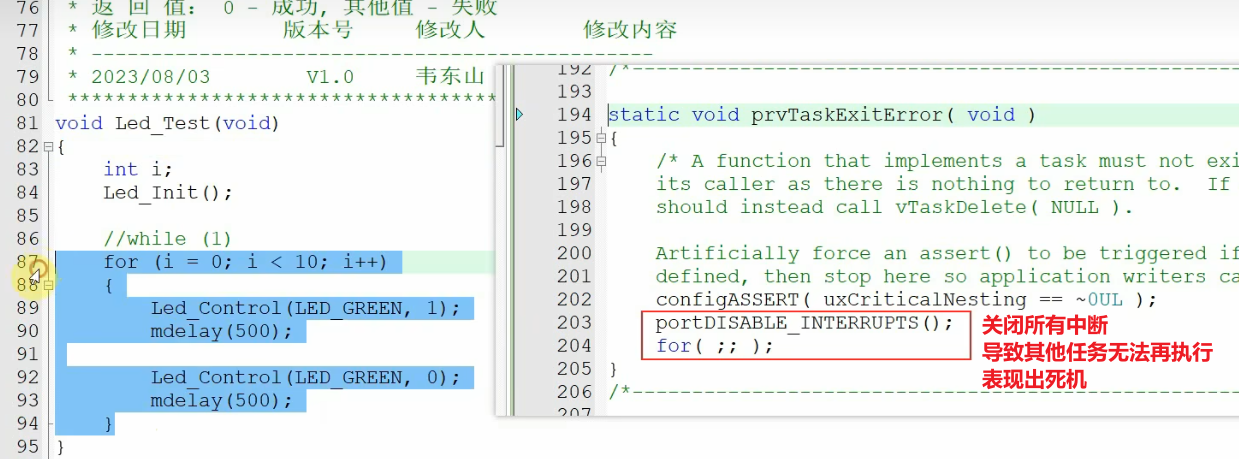 76 * 返 回 值： 0 - 成功, 其他值 - 失败
77 * 修改日期 版本号 修改人 修改内容
78 * -----------------------------------------------
79 * 2023/08/03 V1.0 韦东山
80 ***************************************
81 void Led_Test(void)
82 {
83 int i;
84 Led_Init();
85
86 //while (1)
87 for (i = 0; i < 10; i++)
88 {
89 Led_Control(LED_GREEN, 1);
90 mdelay(500);
91
92 Led_Control(LED_GREEN, 0);
93 mdelay(500);
94 }
95 }
192 /*-----------------------------------------------
193
194 static void prvTaskExitError( void )
195 {
196 /* A function that implements a task must not exi
197 its caller as there is nothing to return to. If
198 should instead call vTaskDelete( NULL ).
199
200 Artificially force an assert() to be triggered if
201 defined, then stop here so application writers ca
202 configASSERT( uxCriticalNesting == ~0UL );
203 portDISABLE_INTERRUPTS();
204 for( ;; );
205 }
206 /*-----------------------------------------------
207
关闭所有中断
导致其他任务无法再执行
表现出死机